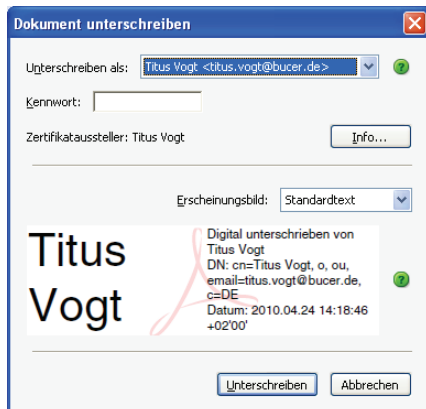 Dokument unterschreiben
Unterschreiben als: Titus Vogt <titus.vogt@bucer.de>
Kennwort:
Zertifikataussteller: Titus Vogt Info...
Erscheinungsbild: Standardtext
Titus
Vogt
Digital unterschrieben von
Titus Vogt
DN: cn=Titus Vogt, o, ou,
email=titus.vogt@bucer.de,
c=DE
Datum: 2010.04.24 14:18:46
+02'00'
Unterschreiben Abbrechen